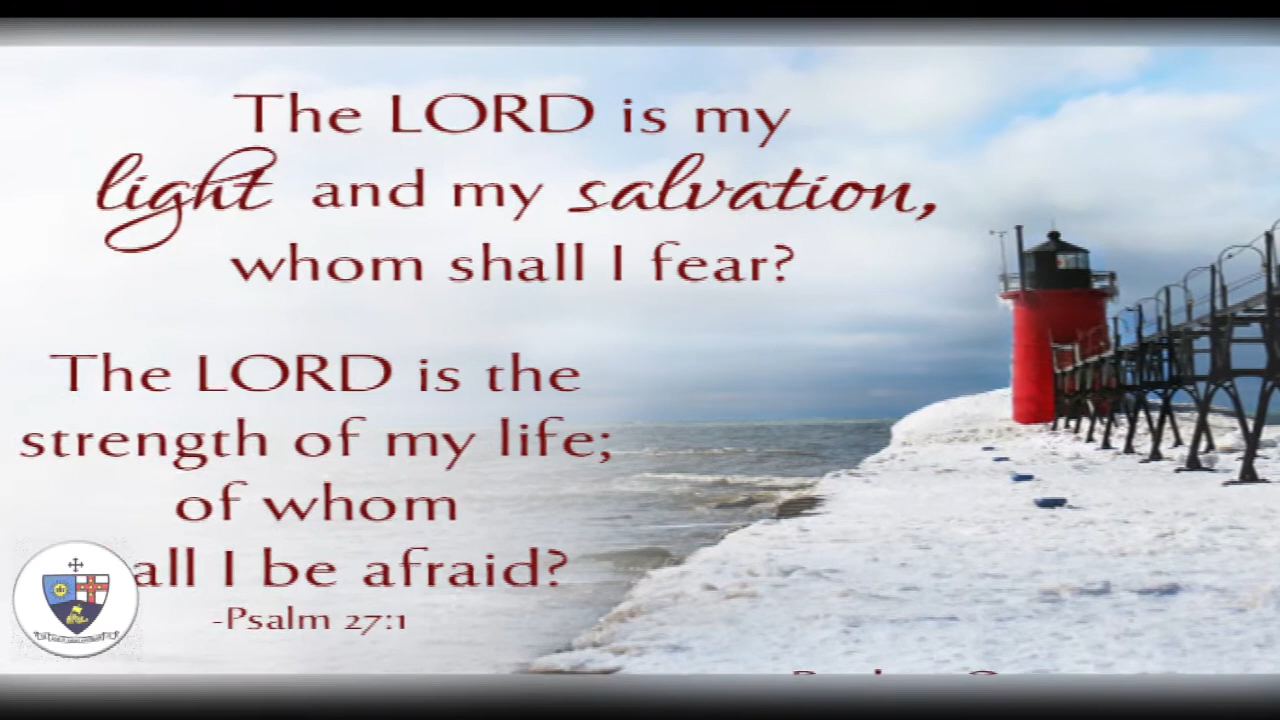 The LORD is my
light and my salvation,
whom shall I fear?
The LORD is the
strength of my life;
of whom
all I be afraid?
-Psalm 27:1